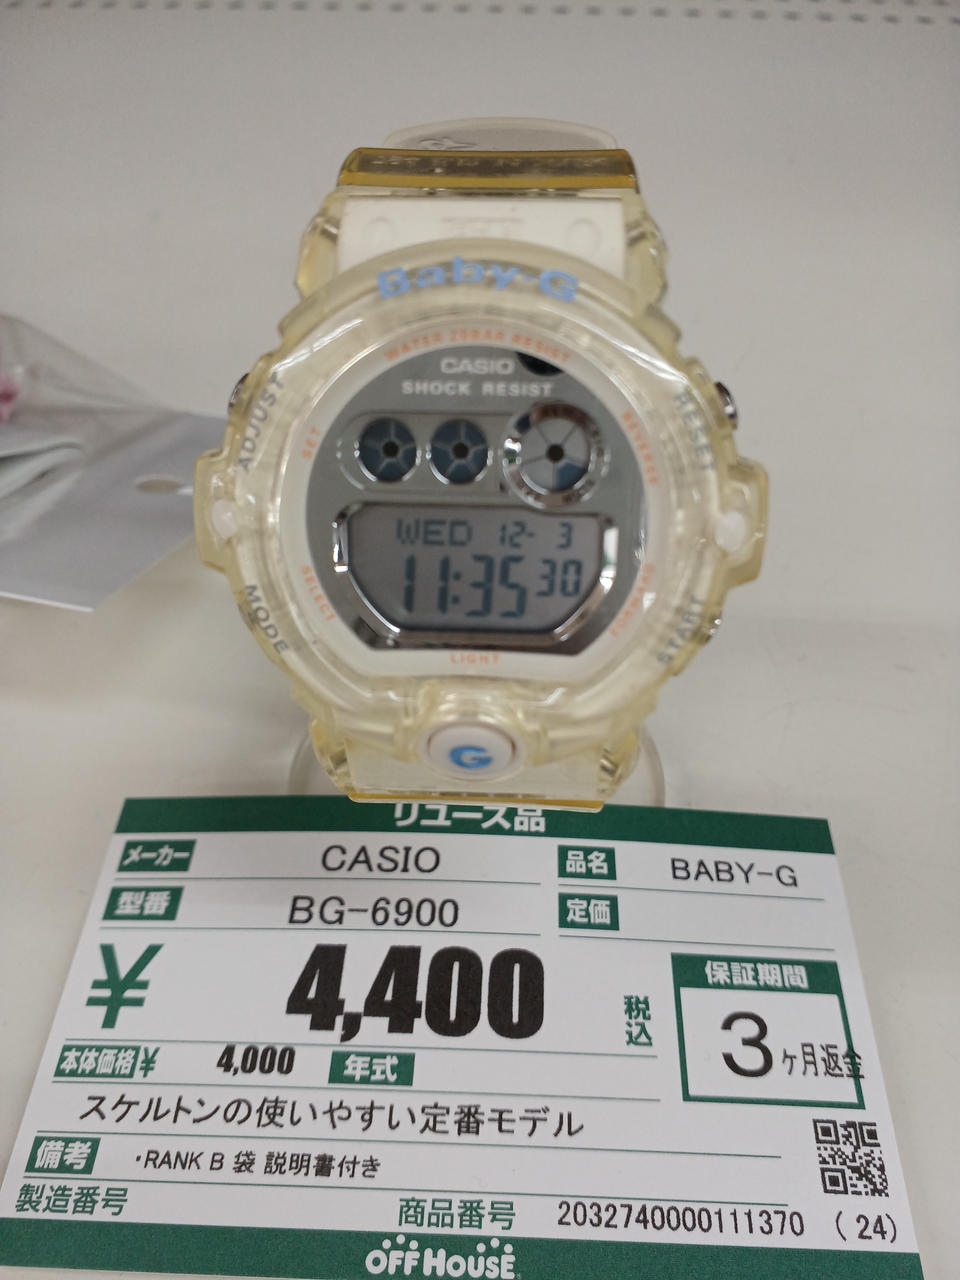 Baby-G
WATER 20BAR RESIST
CASIO
SHOCK RESIST
ADJUST
RESET
SET
REVERSE
WED 12- 3
11:35 30
SELECT
FORWARD
MODE
START
LIGHT
G
リユース品
メーカー CASIO 品名 BABY-G
型番 BG-6900 定価
¥ 4,400 税込
保証期間
3ヶ月返金
本体価格¥ 4,000 年式
スケルトンの使いやすい定番モデル
備考 ・RANK B 袋 説明書付き
製造番号 商品番号 2032740000111370 (24)
OFF HOUSE